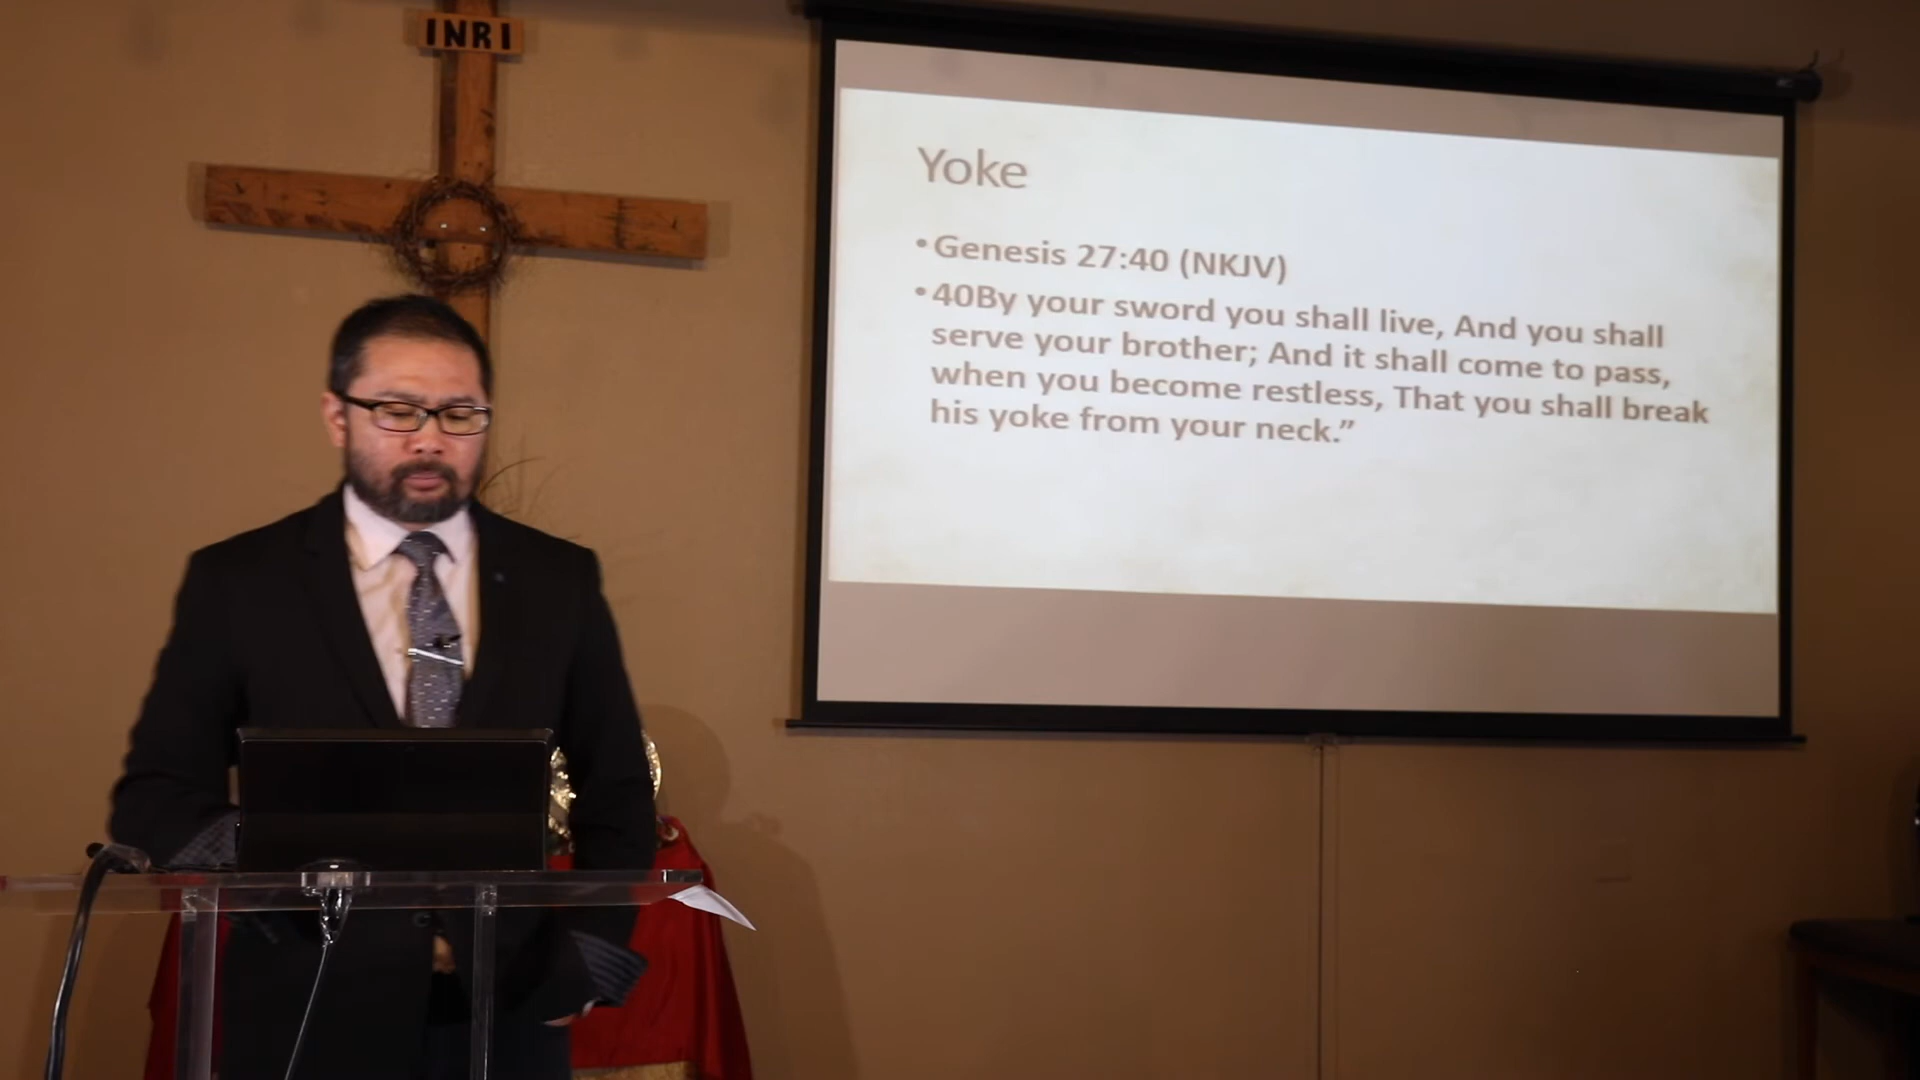 INRI
Yoke
•Genesis 27:40 (NKJV)
•40By your sword you shall live, And you shall
serve your brother; And it shall come to pass,
when you become restless, That you shall break
his yoke from your neck.”